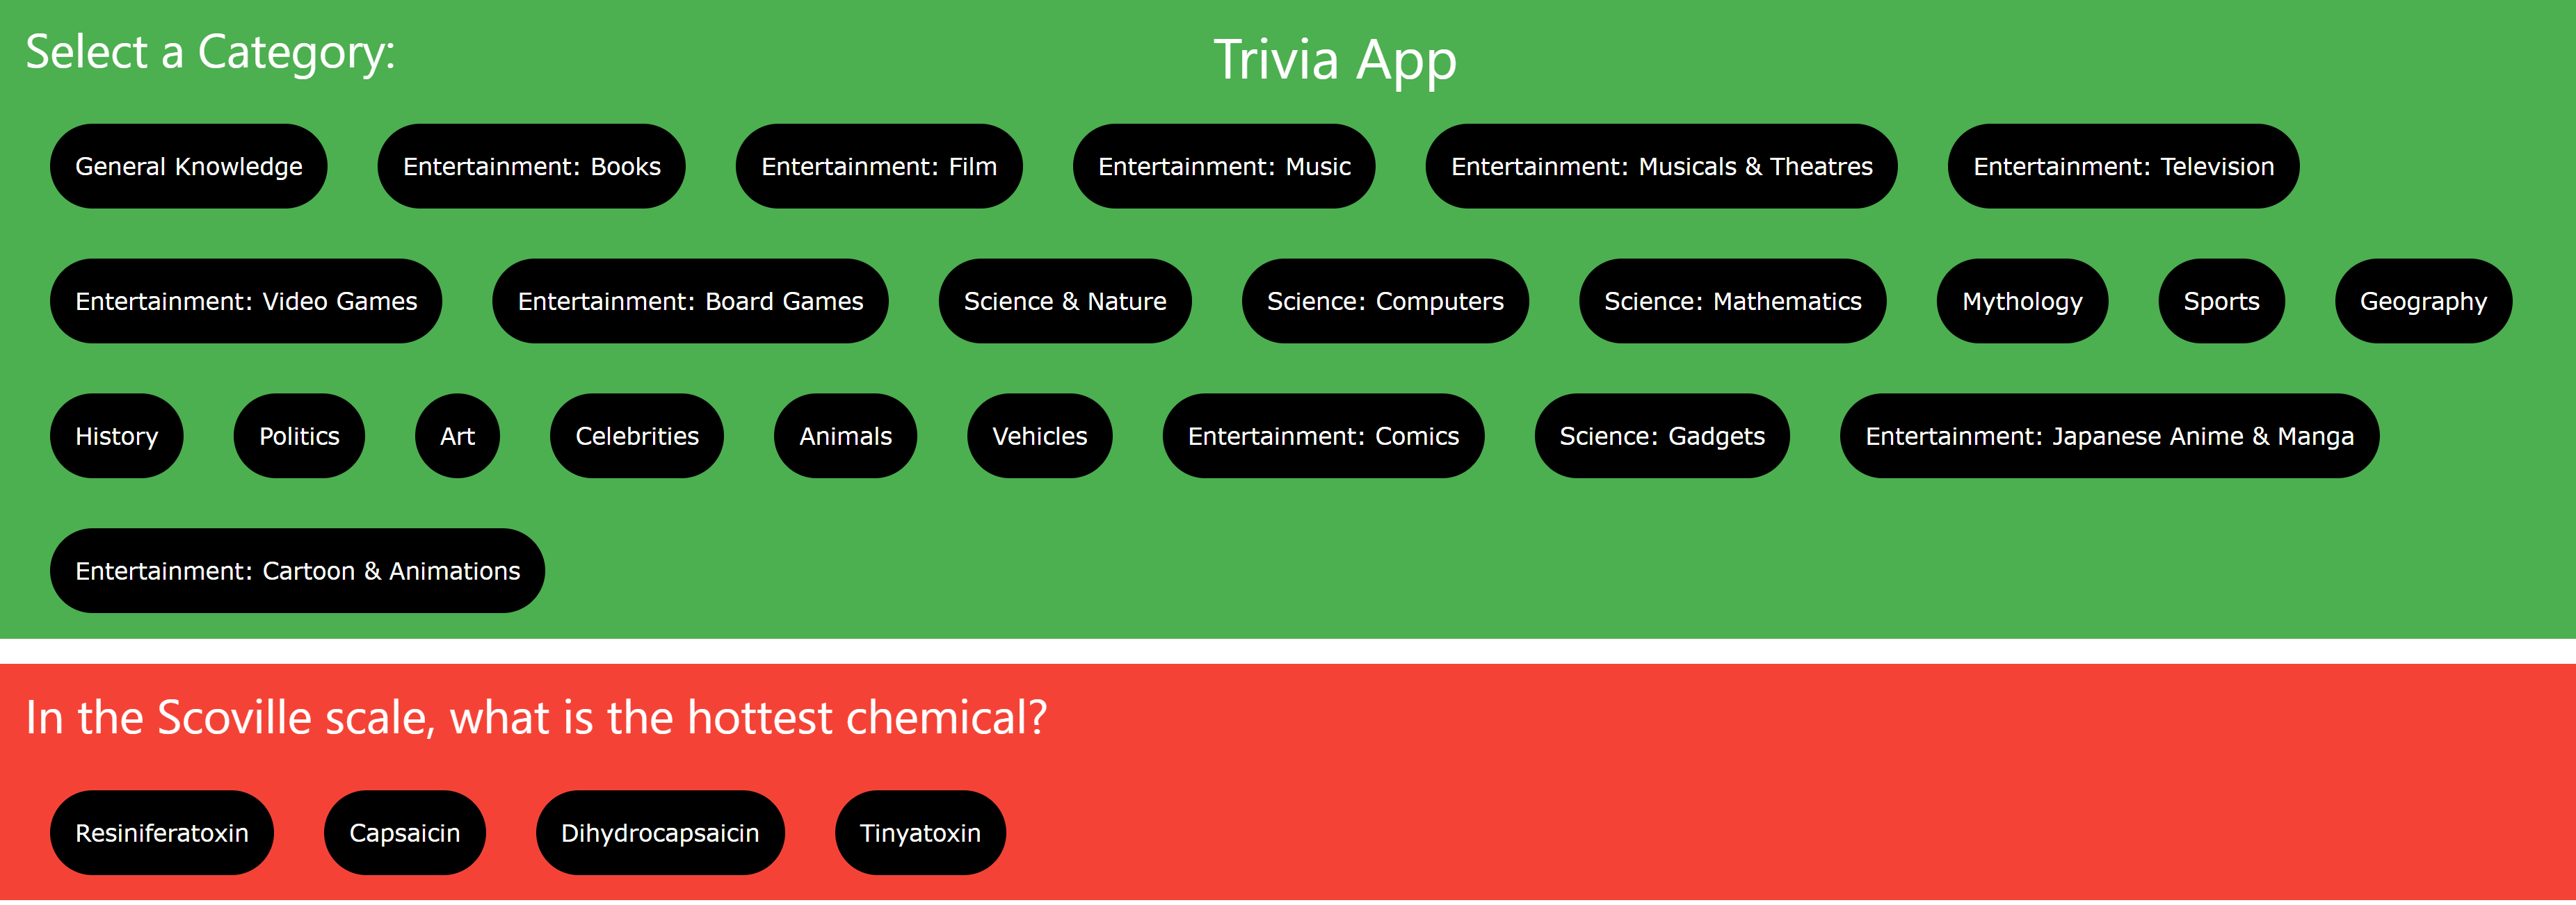 Select a Category:
Trivia App
General Knowledge
Entertainment: Books
Entertainment: Film
Entertainment: Music
Entertainment: Musicals & Theatres
Entertainment: Television
Entertainment: Video Games
Entertainment: Board Games
Science & Nature
Science: Computers
Science: Mathematics
Mythology
Sports
Geography
History
Politics
Art
Celebrities
Animals
Vehicles
Entertainment: Comics
Science: Gadgets
Entertainment: Japanese Anime & Manga
Entertainment: Cartoon & Animations
In the Scoville scale, what is the hottest chemical?
Resiniferatoxin
Capsaicin
Dihydrocapsaicin
Tinyatoxin